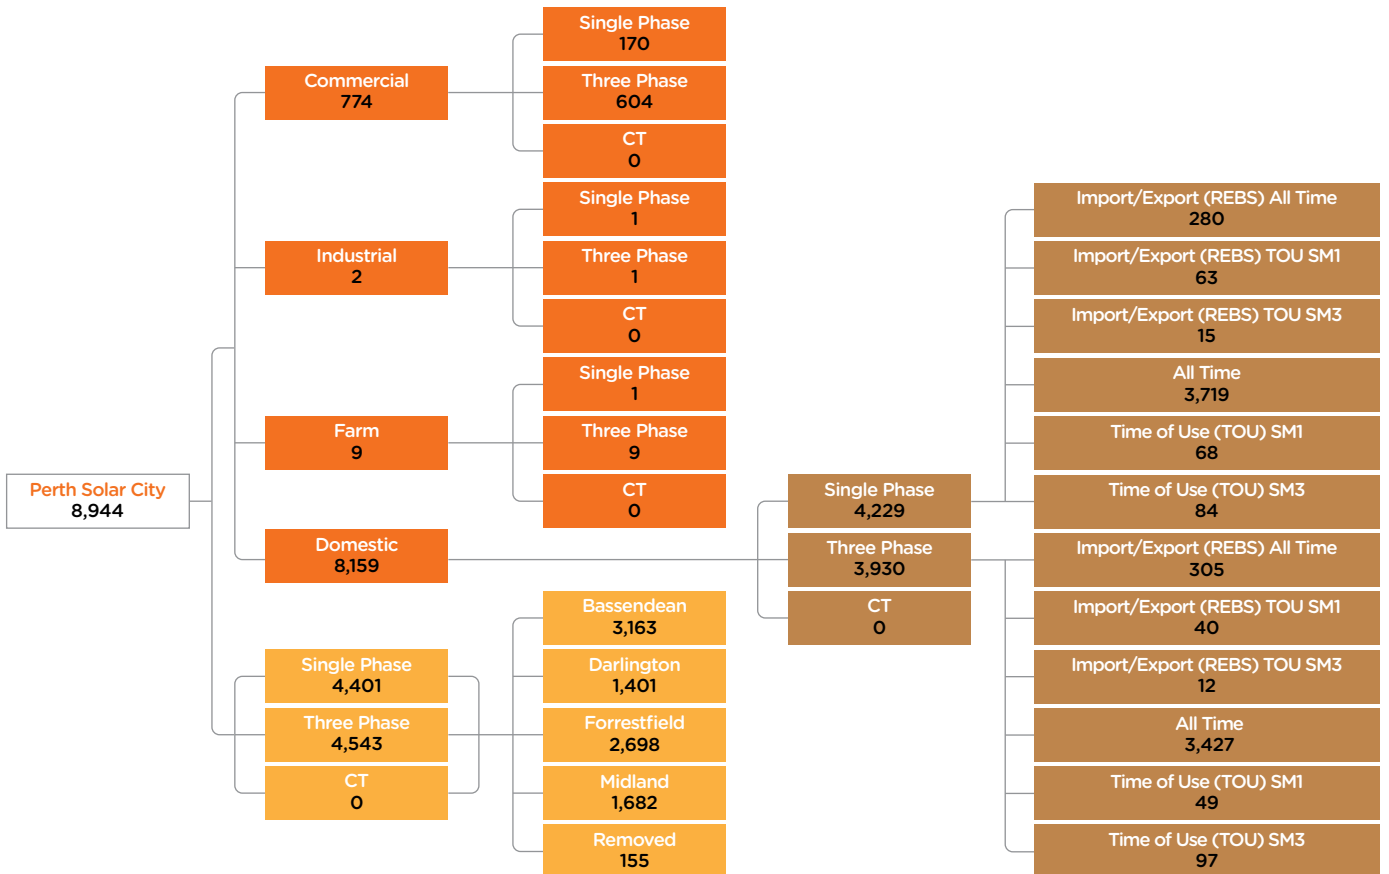 Perth Solar City
8,944
Commercial
774
Industrial
2
Farm
9
Domestic
8,159
Single Phase
4,401
Three Phase
4,543
CT
0
Single Phase
170
Three Phase
604
CT
0
Single Phase
1
Three Phase
1
CT
0
Single Phase
1
Three Phase
9
CT
0
Bassendean
3,163
Darlington
1,401
Forrestfield
2,698
Midland
1,682
Removed
155
Single Phase
4,229
Three Phase
3,930
CT
0
Import/Export (REBS) All Time
280
Import/Export (REBS) TOU SM1
63
Import/Export (REBS) TOU SM3
15
All Time
3,719
Time of Use (TOU) SM1
68
Time of Use (TOU) SM3
84
Import/Export (REBS) All Time
305
Import/Export (REBS) TOU SM1
40
Import/Export (REBS) TOU SM3
12
All Time
3,427
Time of Use (TOU) SM1
49
Time of Use (TOU) SM3
97